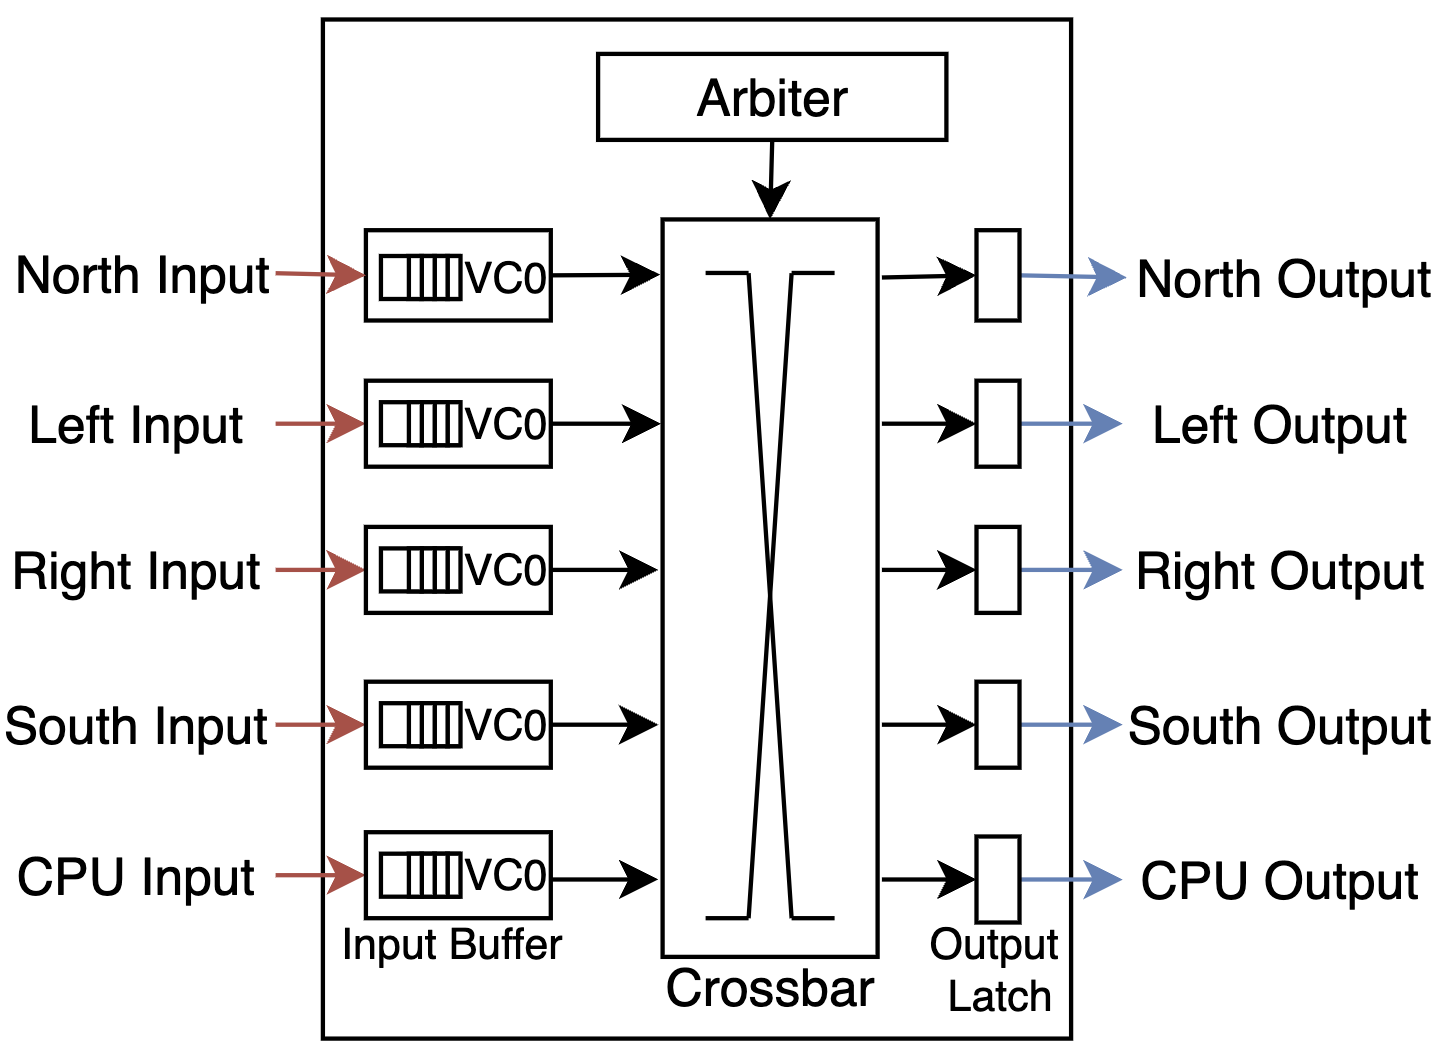 Arbiter
North Input
VC0
North Output
Left Input
VC0
Left Output
Right Input
VC0
Right Output
South Input
VC0
South Output
CPU Input
VC0
CPU Output
Input Buffer
Crossbar
Output
Latch